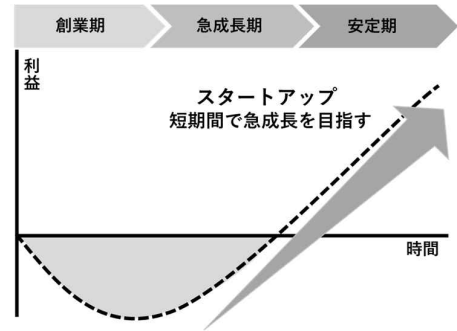 創業期
急成長期
安定期
利益
スタートアップ
短期間で急成長を目指す
時間